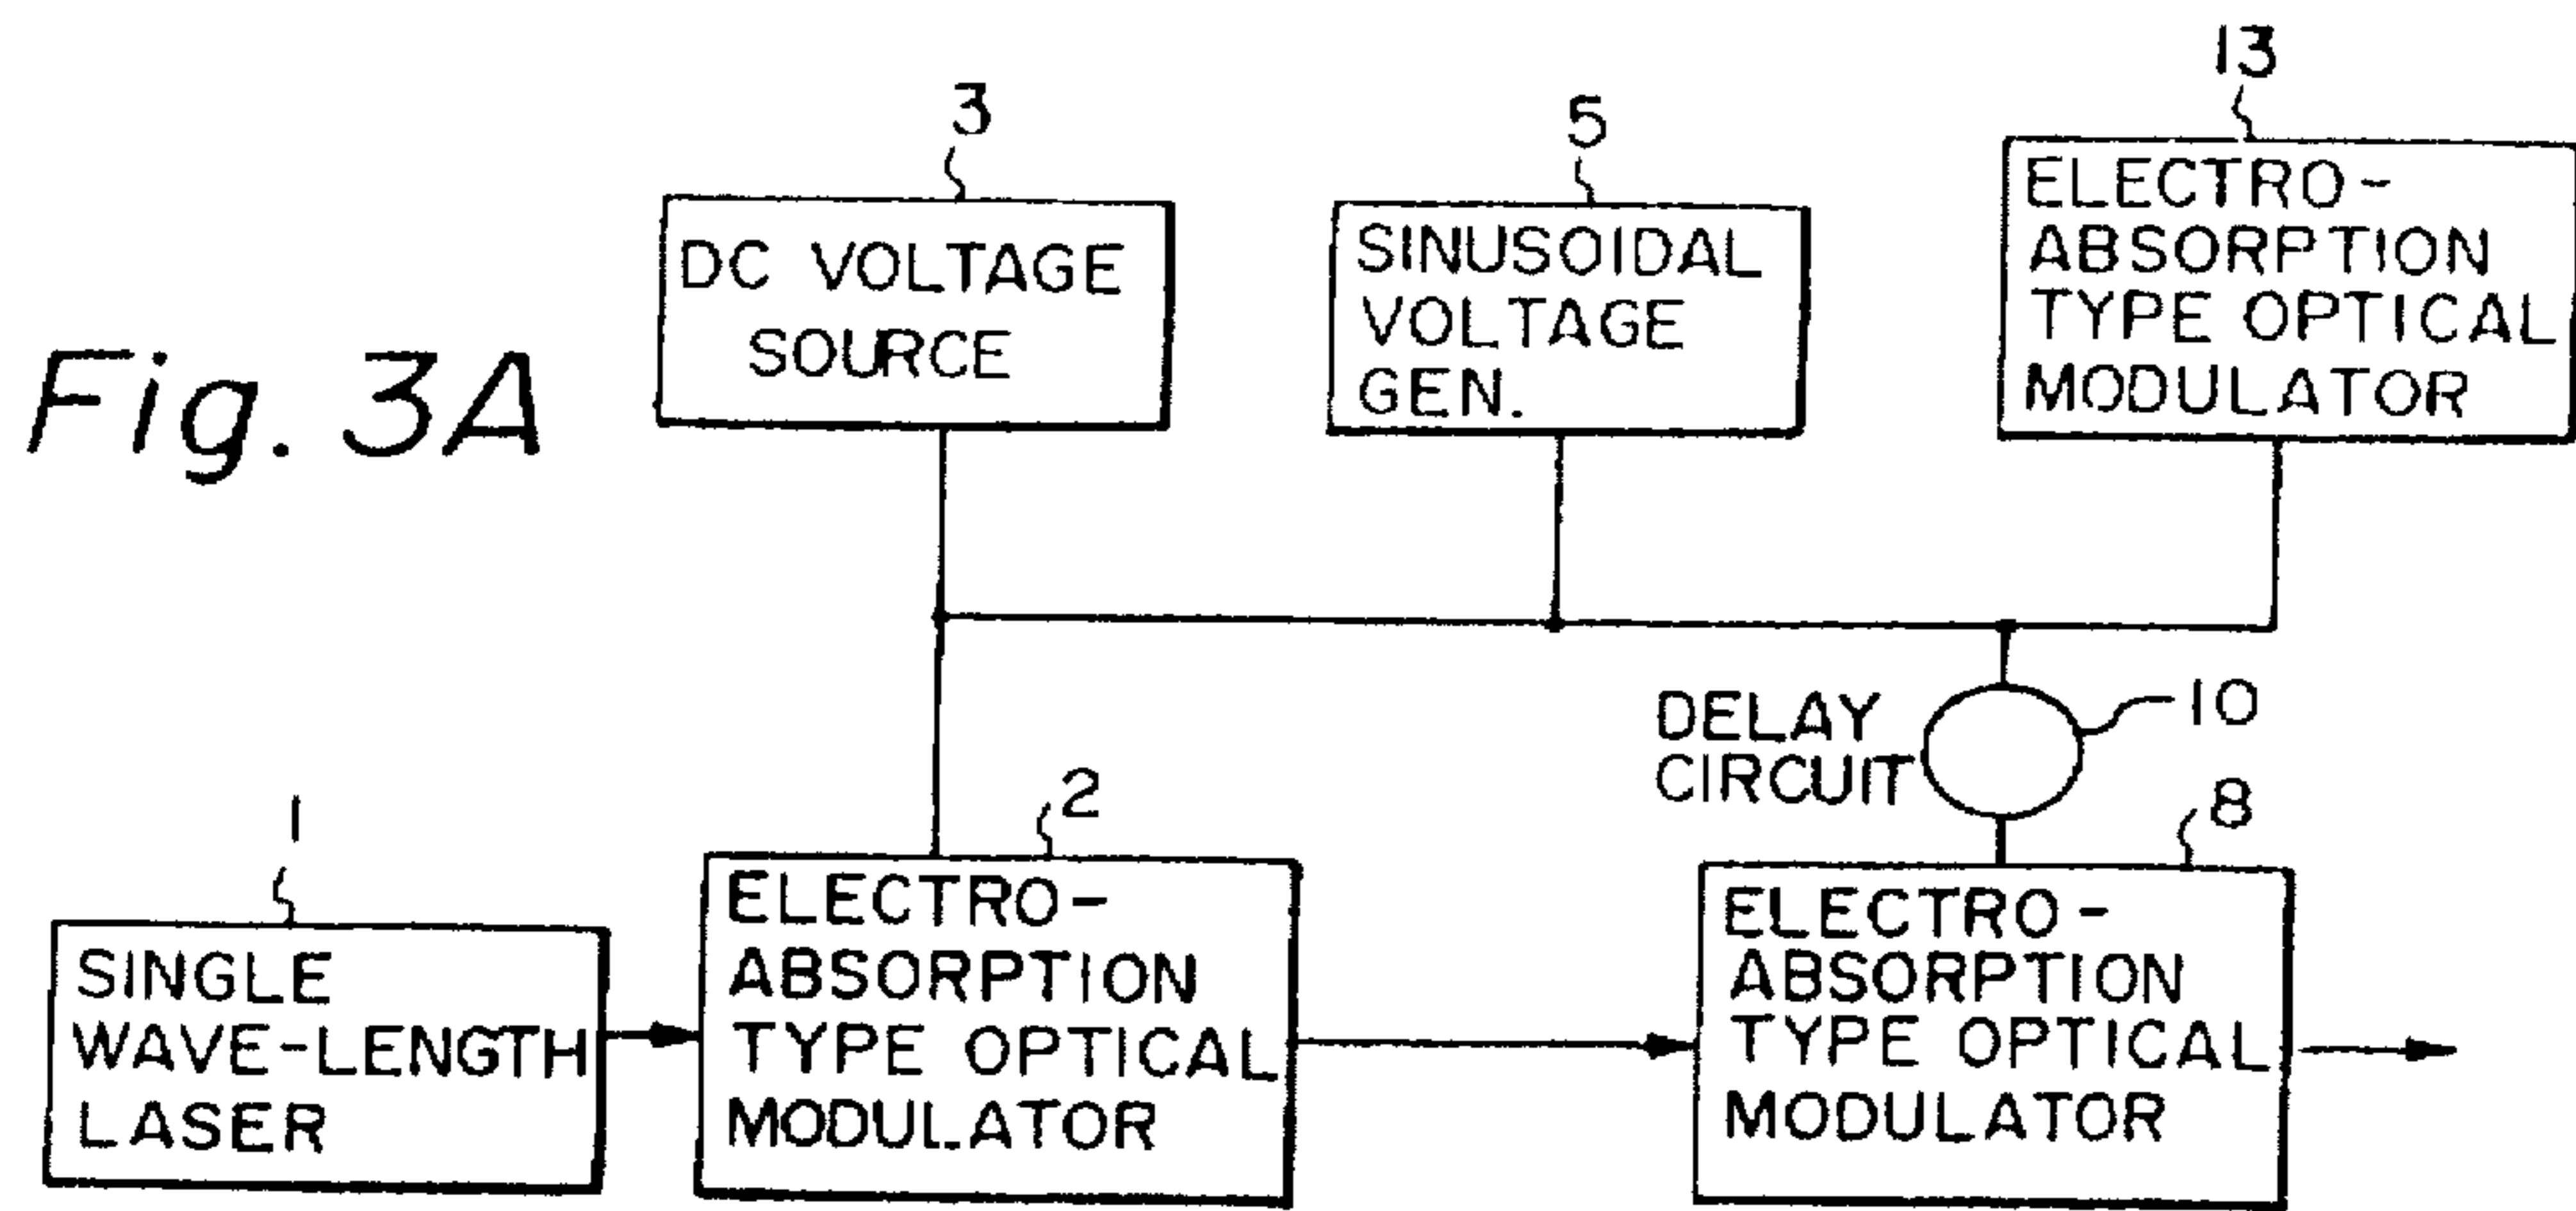 Fig. 3A
3
DC VOLTAGE
SOURCE
5
SINUSOIDAL
VOLTAGE
GEN.
13
ELECTRO-
ABSORPTION
TYPE OPTICAL
MODULATOR
DELAY
CIRCUIT
10
1
SINGLE
WAVE-LENGTH
LASER
2
ELECTRO-
ABSORPTION
TYPE OPTICAL
MODULATOR
8
ELECTRO-
ABSORPTION
TYPE OPTICAL
MODULATOR